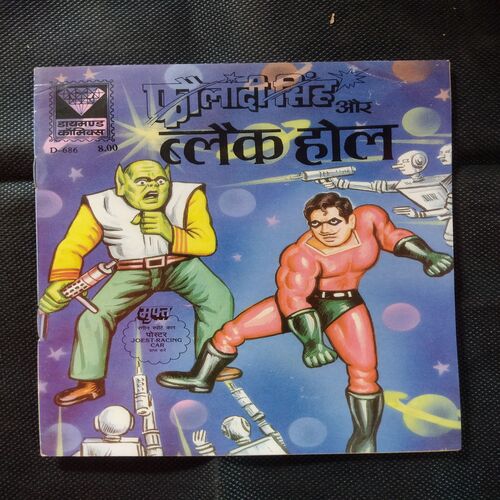 डायमण्ड
कॉमिक्स
D-686 8.00
फ़ौलादी सिंह
और
ब्लैक होल
मुफ्त
पोस्टर
JOEST-RACING
CAR